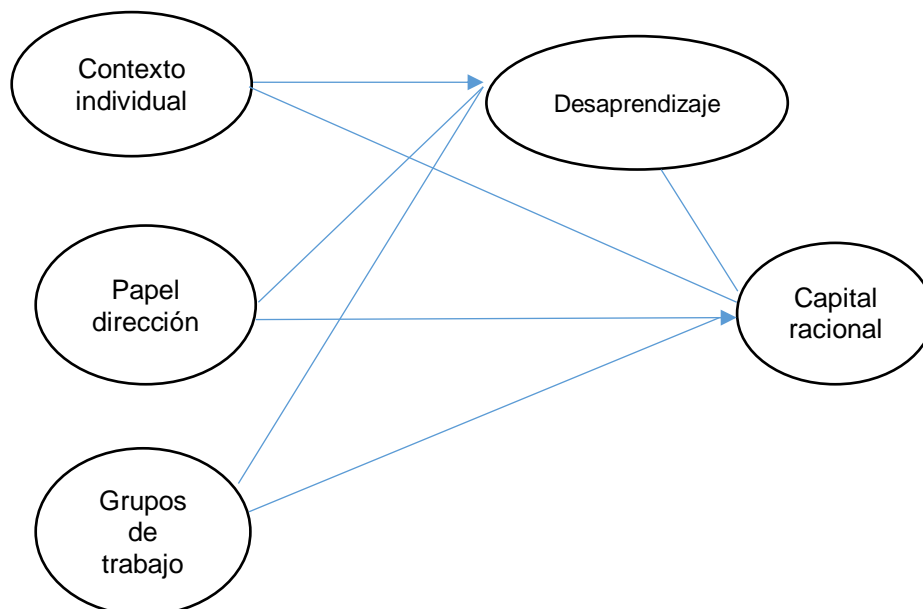 Contexto
individual
Desaprendizaje
Papel
dirección
Capital
racional
Grupos
de
trabajo